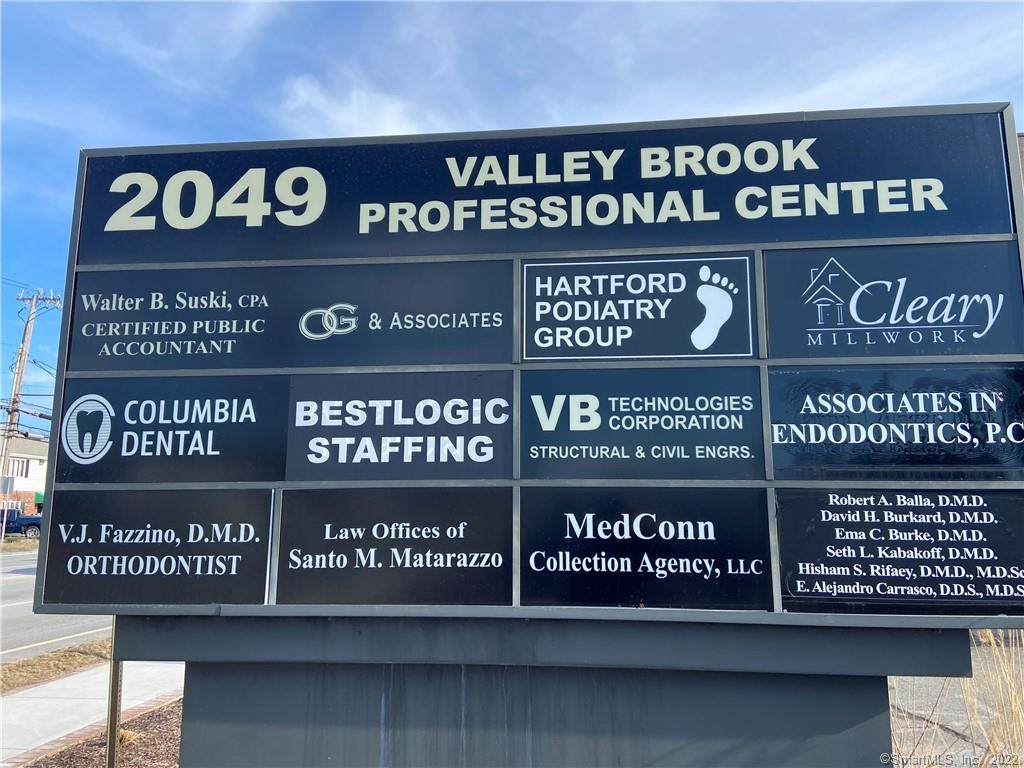 2049
VALLEY BROOK
PROFESSIONAL CENTER
Walter B. Suski, CPA
CERTIFIED PUBLIC
ACCOUNTANT
OG & ASSOCIATES
HARTFORD
PODIATRY
GROUP
Cleary
MILLWORK
COLUMBIA
DENTAL
BESTLOGIC
STAFFING
VB TECHNOLOGIES
CORPORATION
STRUCTURAL & CIVIL ENGRS.
ASSOCIATES IN
ENDODONTICS, P.C
V.J. Fazzino, D.M.D.
ORTHODONTIST
Law Offices of
Santo M. Matarazzo
MedConn
Collection Agency, LLC
Robert A. Balla, D.M.D.
David H. Burkard, D.M.D.
Ema C. Burke, D.M.D.
Seth L. Kabakoff, D.M.D.
Hisham S. Rifaey, D.M.D., M.D.Sc
E. Alejandro Carrasco, D.D.S., M.D.S
©SmartMLS, Inc. 2022